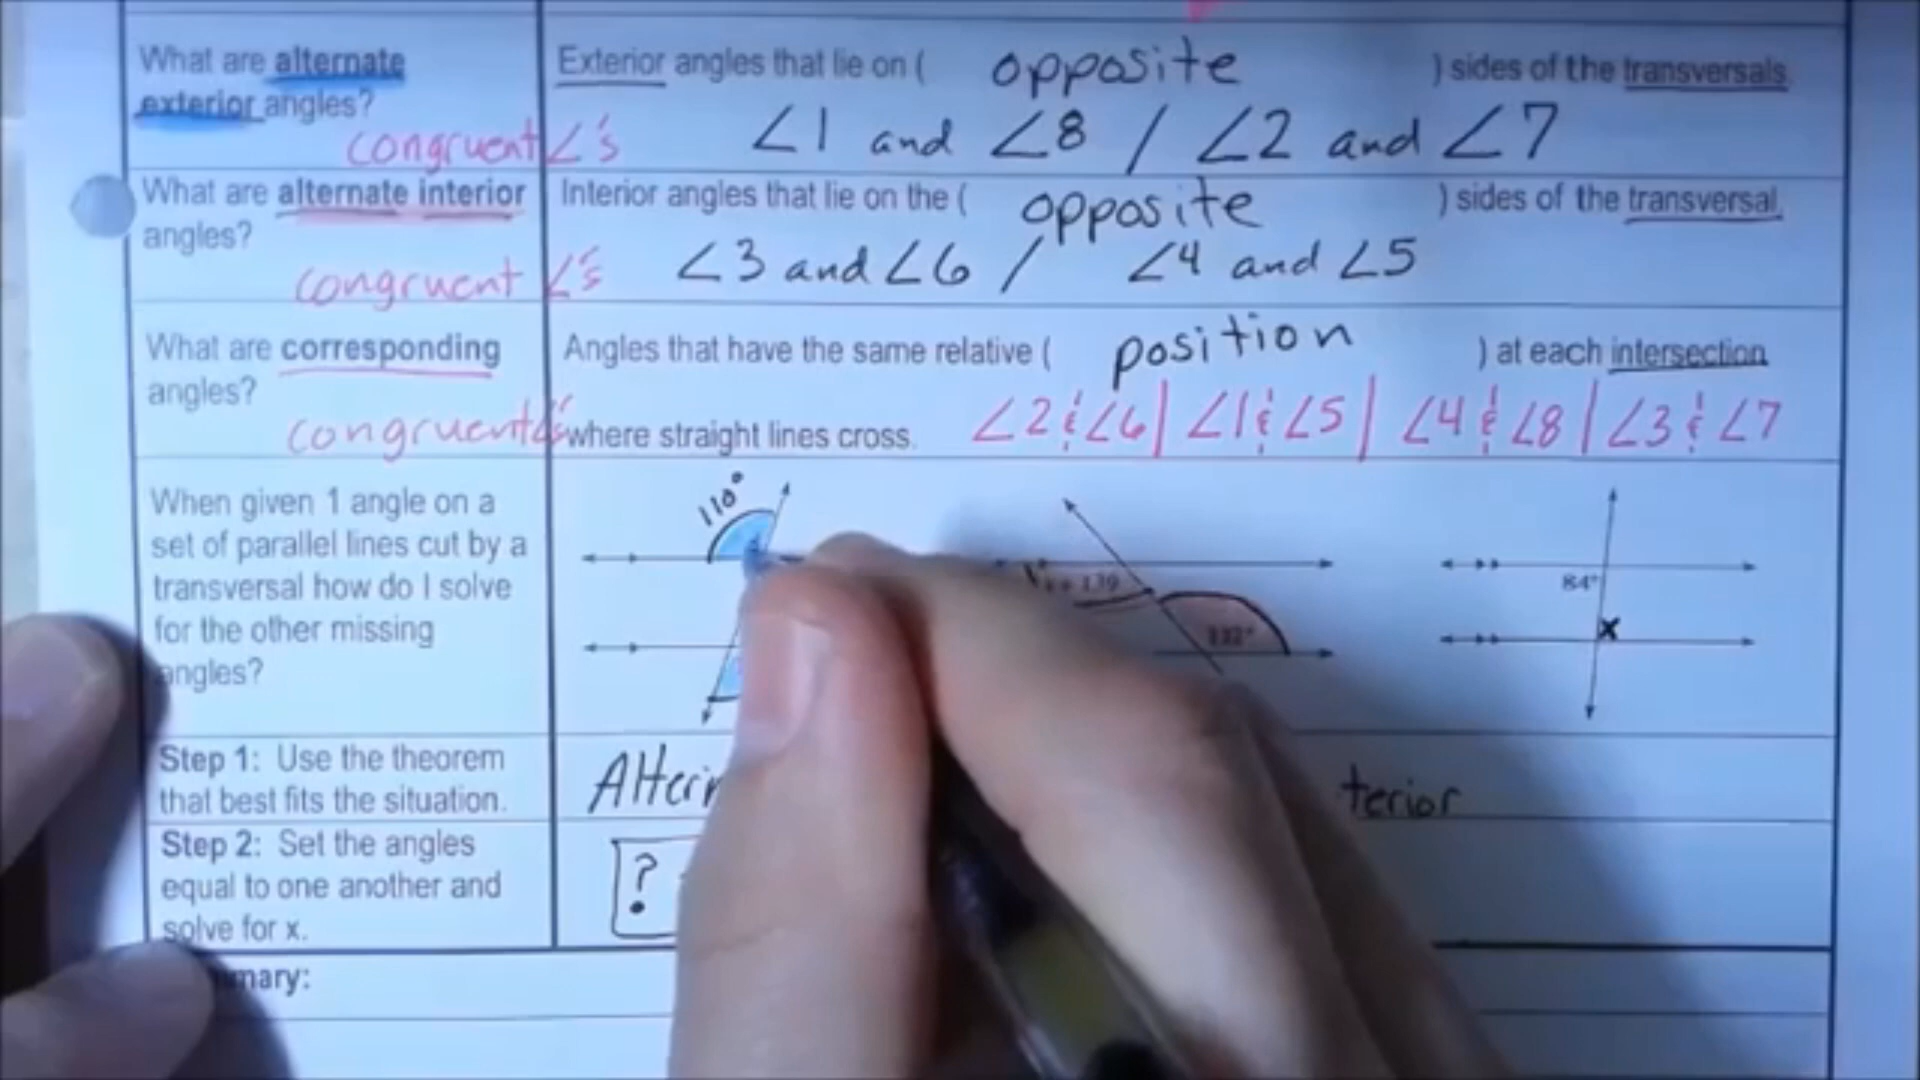 What are alternate
exterior angles?
congruent ∠'s
Exterior angles that lie on ( opposite ) sides of the transversals.
∠1 and ∠8 / ∠2 and ∠7
What are alternate interior
angles?
congruent ∠'s
Interior angles that lie on the ( opposite ) sides of the transversal.
∠3 and ∠6 / ∠4 and ∠5
What are corresponding
angles?
congruent ∠'s
Angles that have the same relative ( position ) at each intersection
where straight lines cross. ∠2 & ∠6 | ∠1 & ∠5 | ∠4 & ∠8 | ∠3 & ∠7
When given 1 angle on a
set of parallel lines cut by a
transversal how do I solve
for the other missing
angles?
110°
84°
x
Step 1: Use the theorem
that best fits the situation.
terior
Step 2: Set the angles
equal to one another and
solve for x.
?
mary: